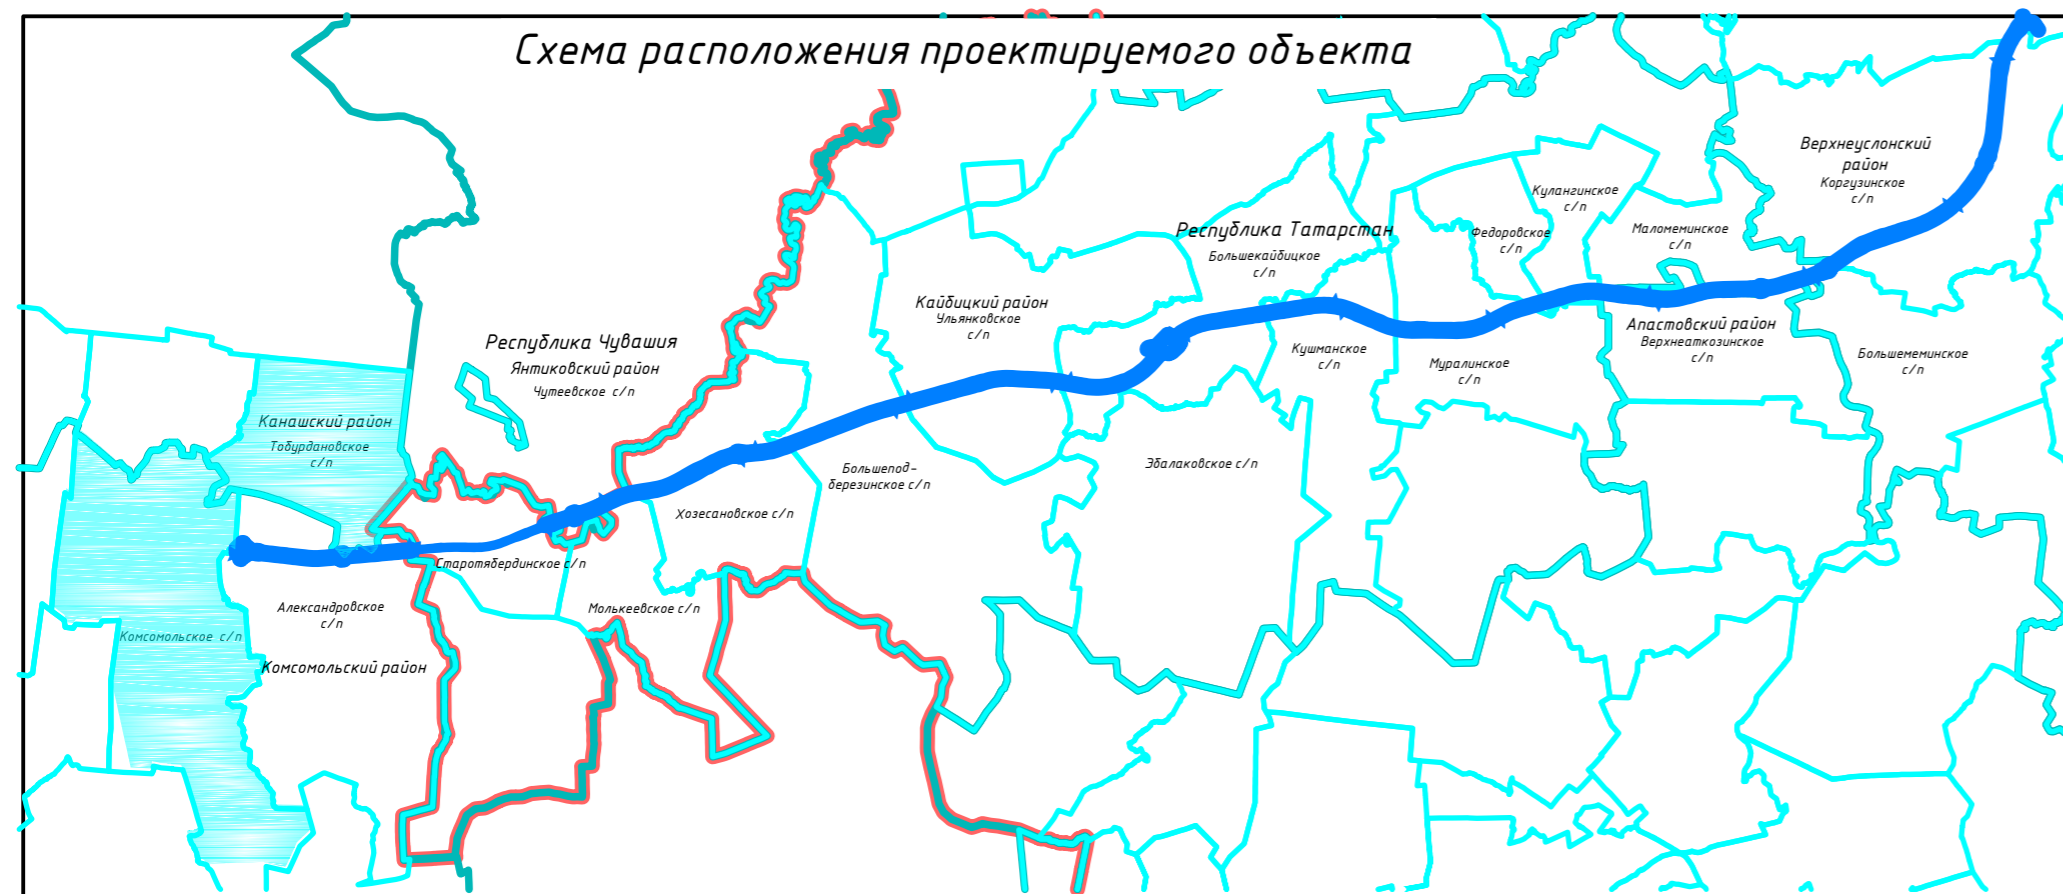 Схема расположения проектируемого объекта
Верхнеуслонский
район
Коргузинское
с/п
Кулангинское
с/п
Маломеминское
с/п
Федоровское
с/п
Республика Татарстан
Большекайбицкое
с/п
Кайбицкий район
Ульянковское
с/п
Апастовский район
Верхнеаткозинское
с/п
Большемеминское
с/п
Кушманское
с/п
Муралинское
с/п
Республика Чувашия
Янтиковский район
Чутеевское с/п
Канашский район
Тобурдановское
с/п
Большепод-
березинское с/п
Эбалаковское с/п
Хозесановское с/п
Старотябердинское с/п
Молькеевское с/п
Александровское
с/п
Комсомольское с/п
Комсомольский район